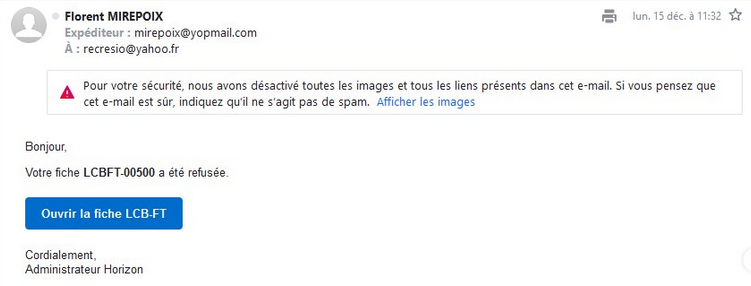 Florent MIREPOIX
lun. 15 déc. à 11:32
Expéditeur : mirepoix@yopmail.com
À : recresio@yahoo.fr
Pour votre sécurité, nous avons désactivé toutes les images et tous les liens présents dans cet e-mail. Si vous pensez que
cet e-mail est sûr, indiquez qu'il ne s'agit pas de spam. Afficher les images
Bonjour,
Votre fiche LCBFT-00500 a été refusée.
Ouvrir la fiche LCB-FT
Cordialement,
Administrateur Horizon